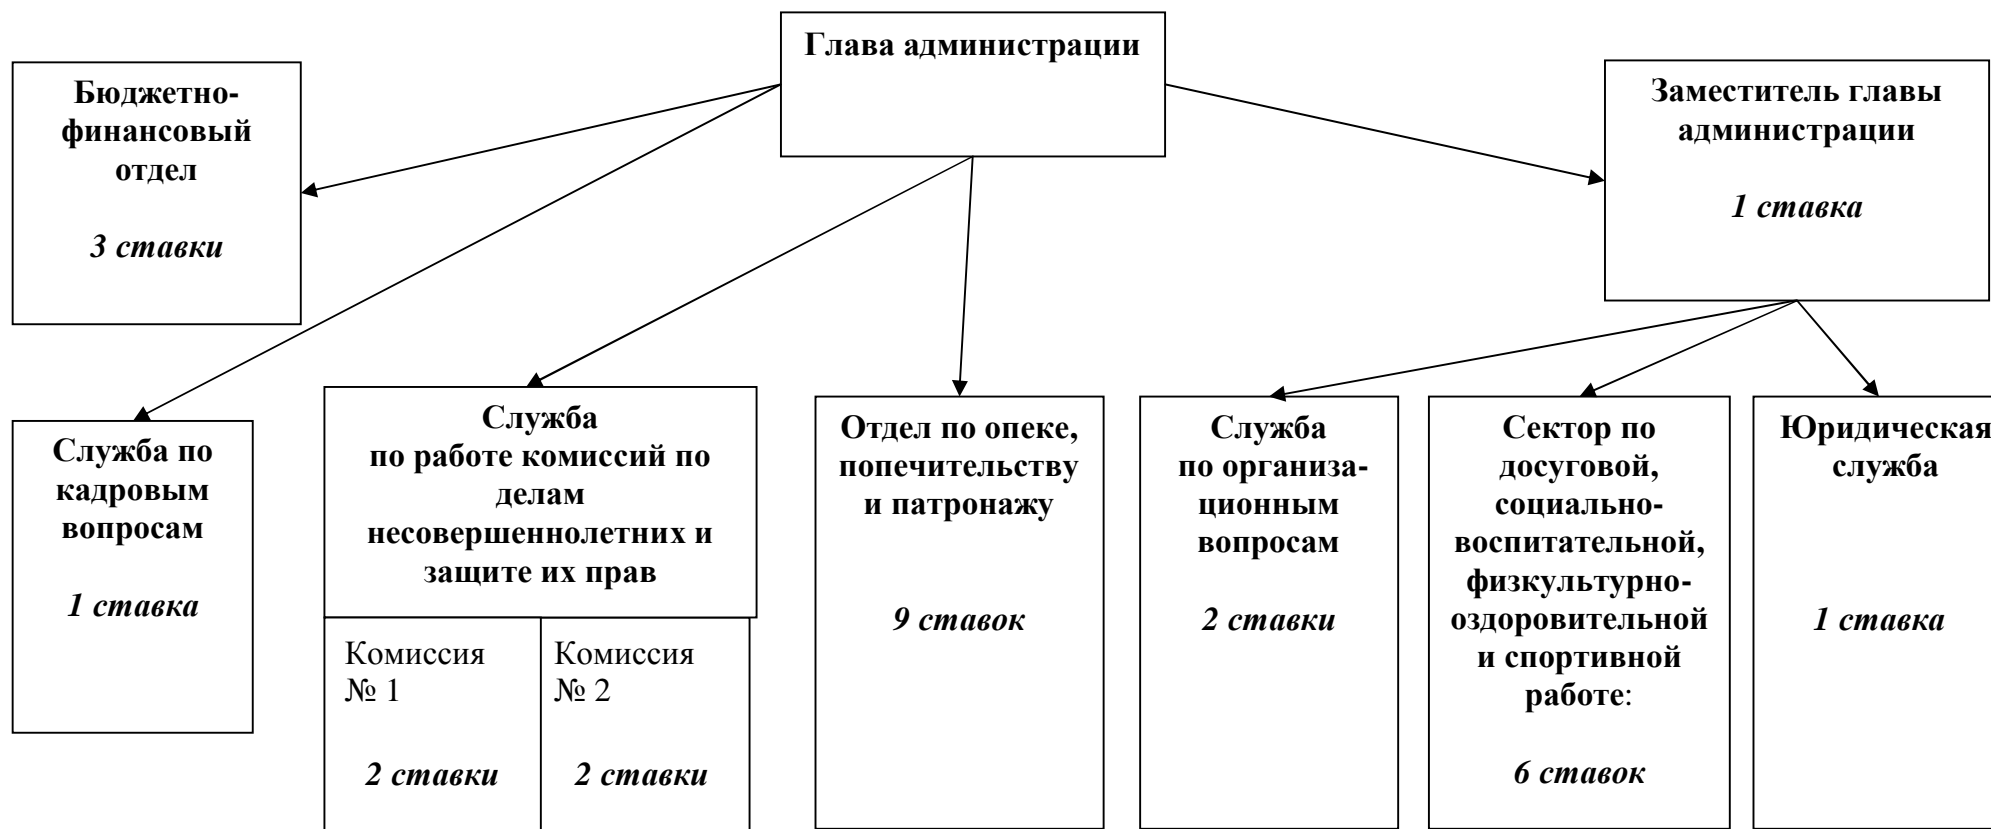 Глава администрации
Бюджетно-
финансовый
отдел
3 ставки
Заместитель главы
администрации
1 ставка
Служба по
кадровым
вопросам
1 ставка
Служба
по работе комиссий по
делам
несовершеннолетних и
защите их прав
Комиссия
№ 1
2 ставки
Комиссия
№ 2
2 ставки
Отдел по опеке,
попечительству
и патронажу
9 ставок
Служба
по организа-
ционным
вопросам
2 ставки
Сектор по
досуговой,
социально-
воспитательной,
физкультурно-
оздоровительной
и спортивной
работе:
6 ставок
Юридическая
служба
1 ставка